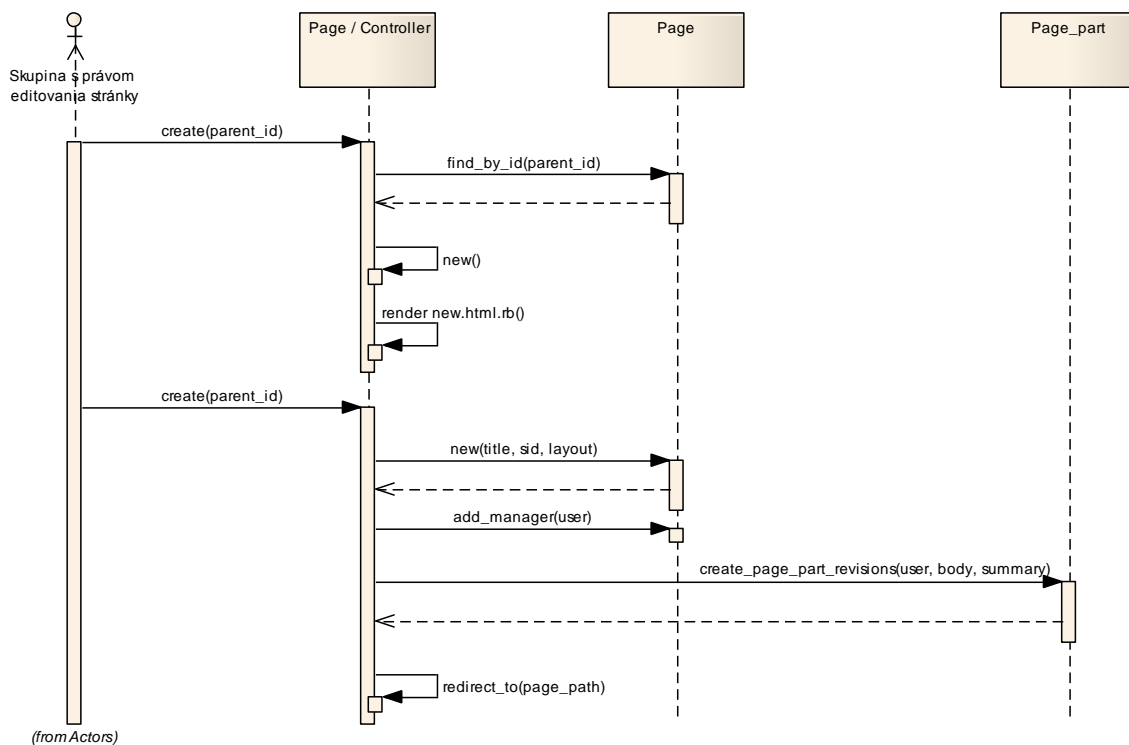 Page / Controller
Page
Page_part
Skupina s právom
editovania stránky
create(parent_id)
find_by_id(parent_id)
new()
render new.html.rb()
create(parent_id)
new(title, sid, layout)
add_manager(user)
create_page_part_revisions(user, body, summary)
redirect_to(page_path)
(from Actors)